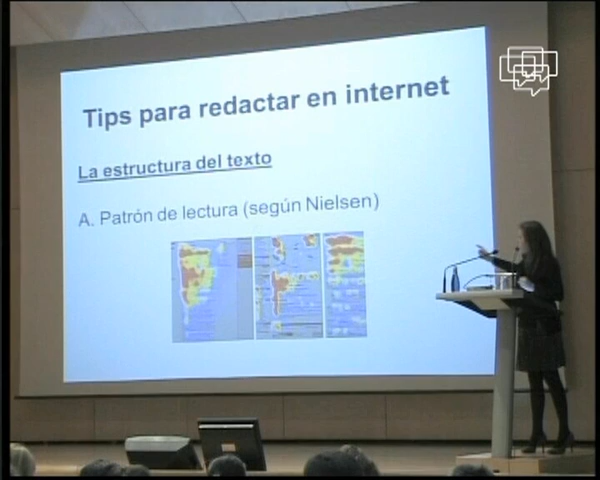 Tips para redactar en internet
La estructura del texto
A. Patrón de lectura (según Nielsen)